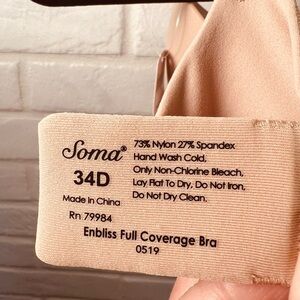 Soma®
34D
Made in China
Rn 79984
73% Nylon 27% Spandex
Hand Wash Cold,
Only Non-Chlorine Bleach,
Lay Flat To Dry, Do Not Iron,
Do Not Dry Clean.
Enbliss Full Coverage Bra
0519